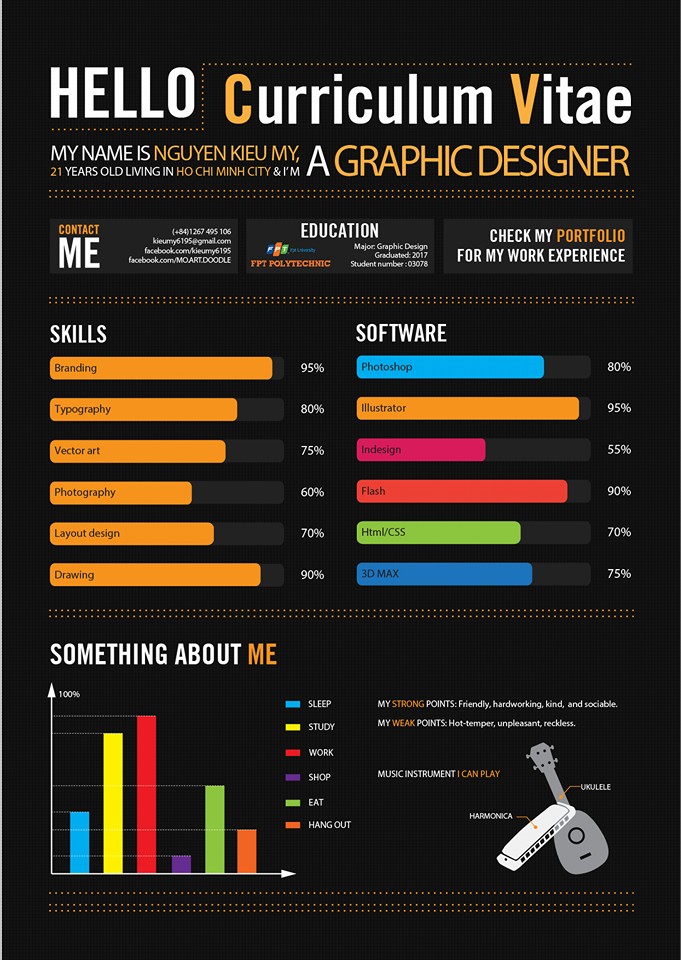 HELLO
Curriculum Vitae
MY NAME IS NGUYEN KIEU MY,
21 YEARS OLD LIVING IN HO CHI MINH CITY & I'M
A GRAPHIC DESIGNER
CONTACT
ME
(+84)1267 495 106
kieumy6195@gmail.com
facebook.com/kieumy6195
facebook.com/MO.ART.DOODLE
EDUCATION
FPT
FPT POLYTECHNIC
Major: Graphic Design
Graduated: 2017
Student number : 03078
CHECK MY PORTFOLIO
FOR MY WORK EXPERIENCE
SKILLS
Branding 95%
Typography 80%
Vector art 75%
Photography 60%
Layout design 70%
Drawing 90%
SOFTWARE
Photoshop 80%
Illustrator 95%
Indesign 55%
Flash 90%
Html/CSS 70%
3D MAX 75%
SOMETHING ABOUT ME
100%
SLEEP
STUDY
WORK
SHOP
EAT
HANG OUT
MY STRONG POINTS: Friendly, hardworking, kind, and sociable.
MY WEAK POINTS: Hot-temper, unpleasant, reckless.
MUSIC INSTRUMENT I CAN PLAY
UKULELE
HARMONICA